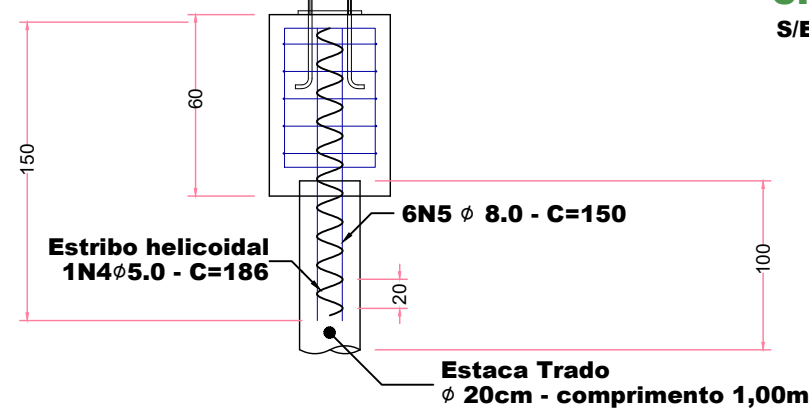 S/E
60
150
6N5 ϕ 8.0 - C=150
Estribo helicoidal
1N4ϕ5.0 - C=186
20
100
Estaca Trado
ϕ 20cm - comprimento 1,00m